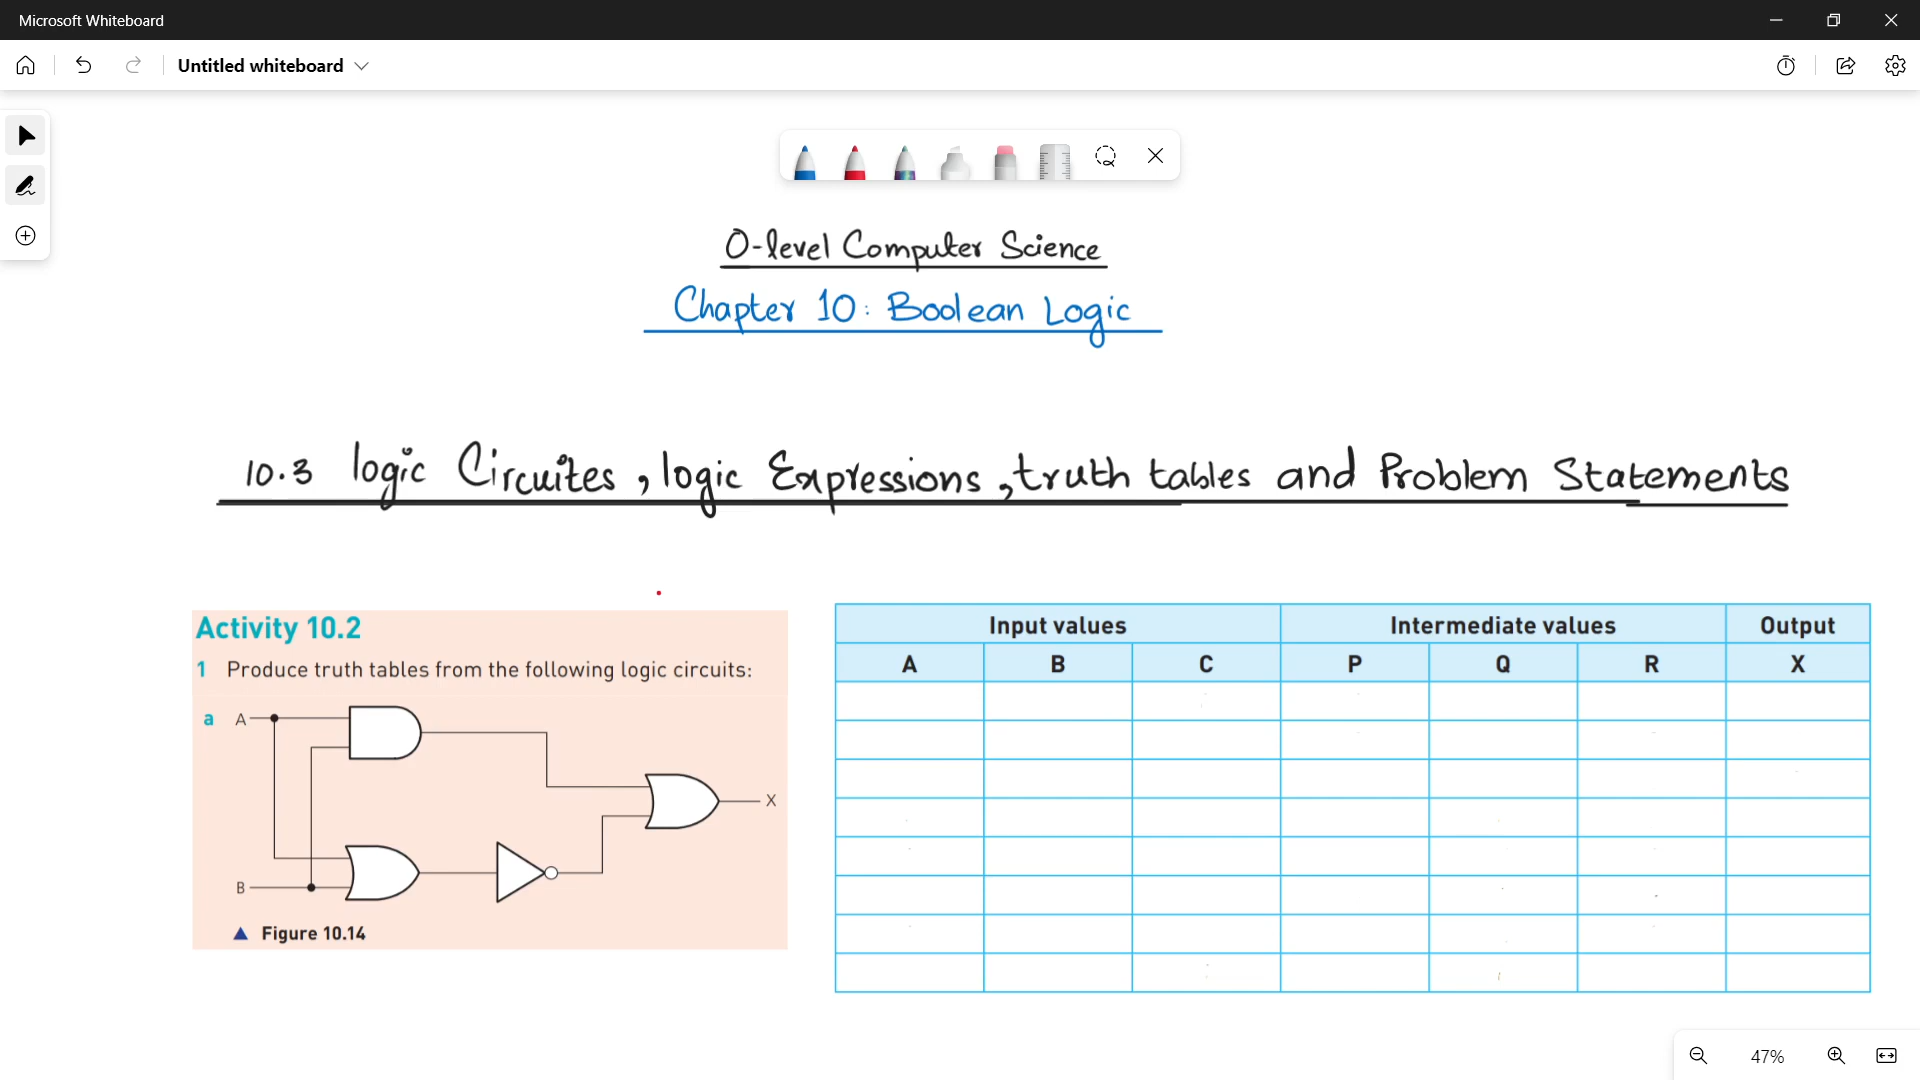 Microsoft Whiteboard
Untitled whiteboard
O-level Computer Science
Chapter 10: Boolean Logic
10.3 logic Circuites, logic Expressions, truth tables and Problem Statements
Activity 10.2
1 Produce truth tables from the following logic circuits:
a A
X
B
▲ Figure 10.14
Input values Intermediate values Output
A B C P Q R X
47%